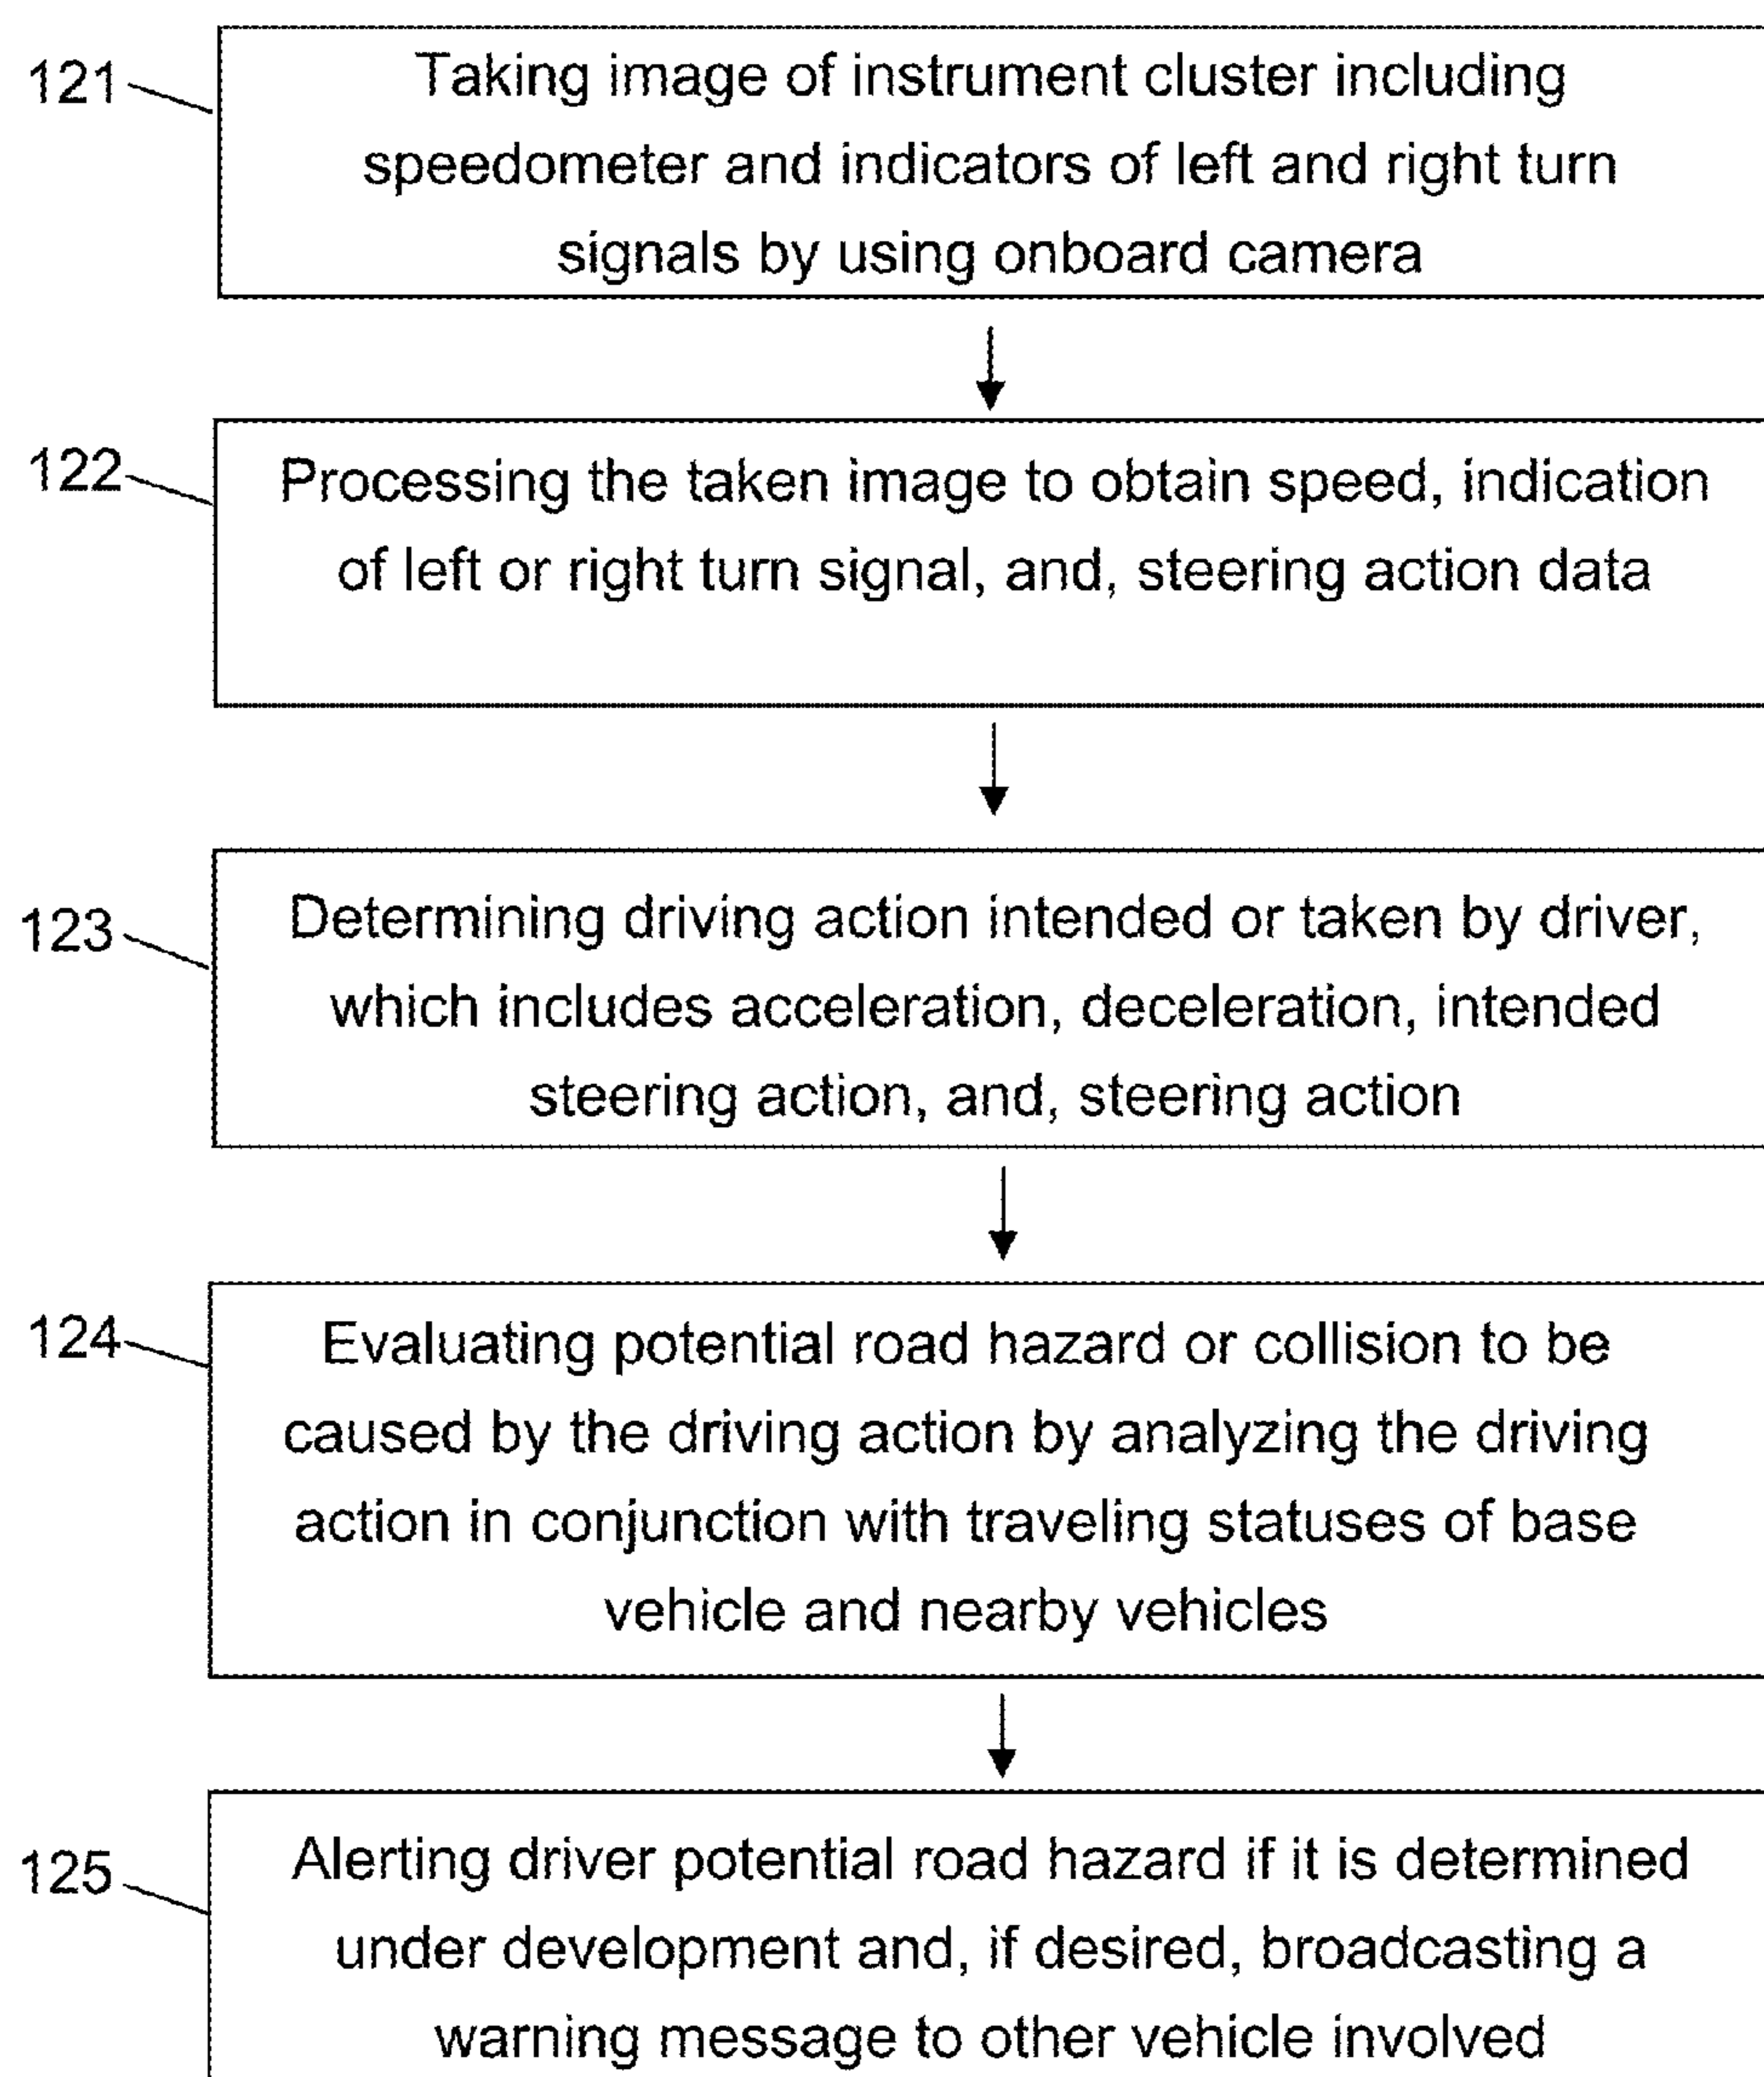 121
Taking image of instrument cluster including
speedometer and indicators of left and right turn
signals by using onboard camera
122
Processing the taken image to obtain speed, indication
of left or right turn signal, and, steering action data
123
Determining driving action intended or taken by driver,
which includes acceleration, deceleration, intended
steering action, and, steering action
124
Evaluating potential road hazard or collision to be
caused by the driving action by analyzing the driving
action in conjunction with traveling statuses of base
vehicle and nearby vehicles
125
Alerting driver potential road hazard if it is determined
under development and, if desired, broadcasting a
warning message to other vehicle involved